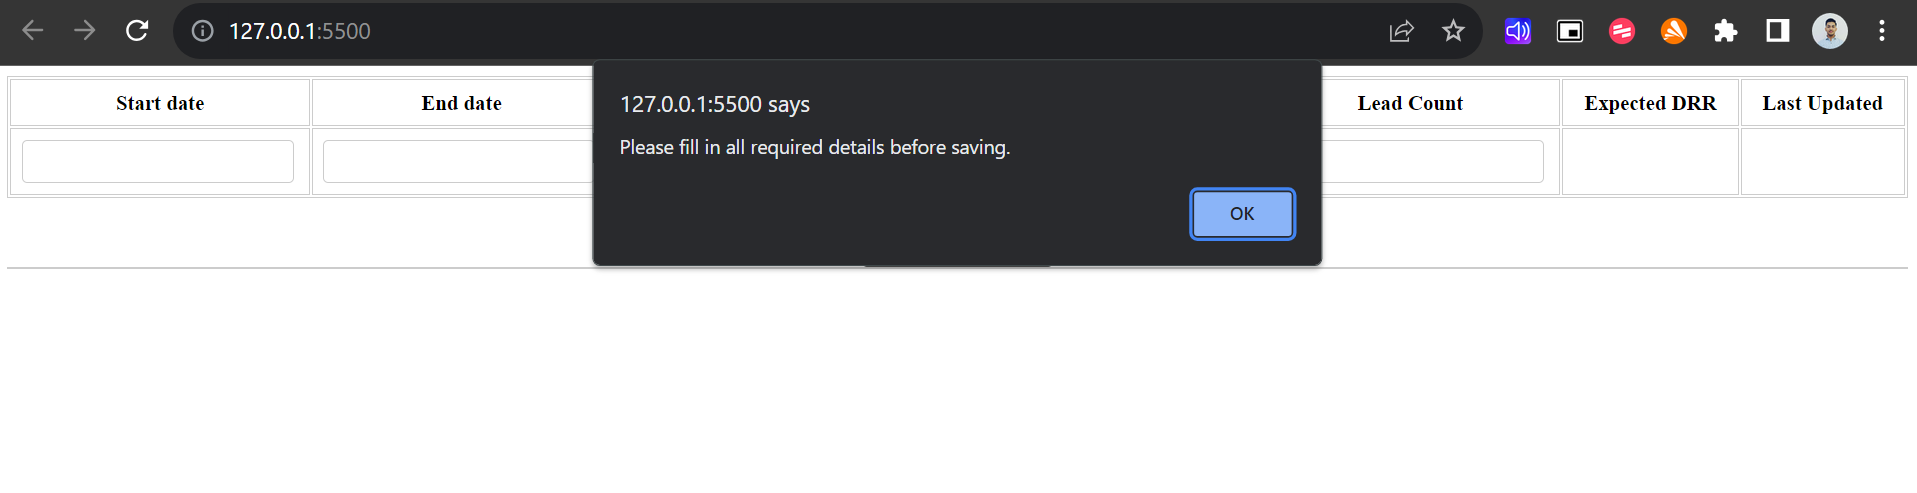 127.0.0.1:5500
127.0.0.1:5500 says
Please fill in all required details before saving.
OK
Start date End date Lead Count Expected DRR Last Updated